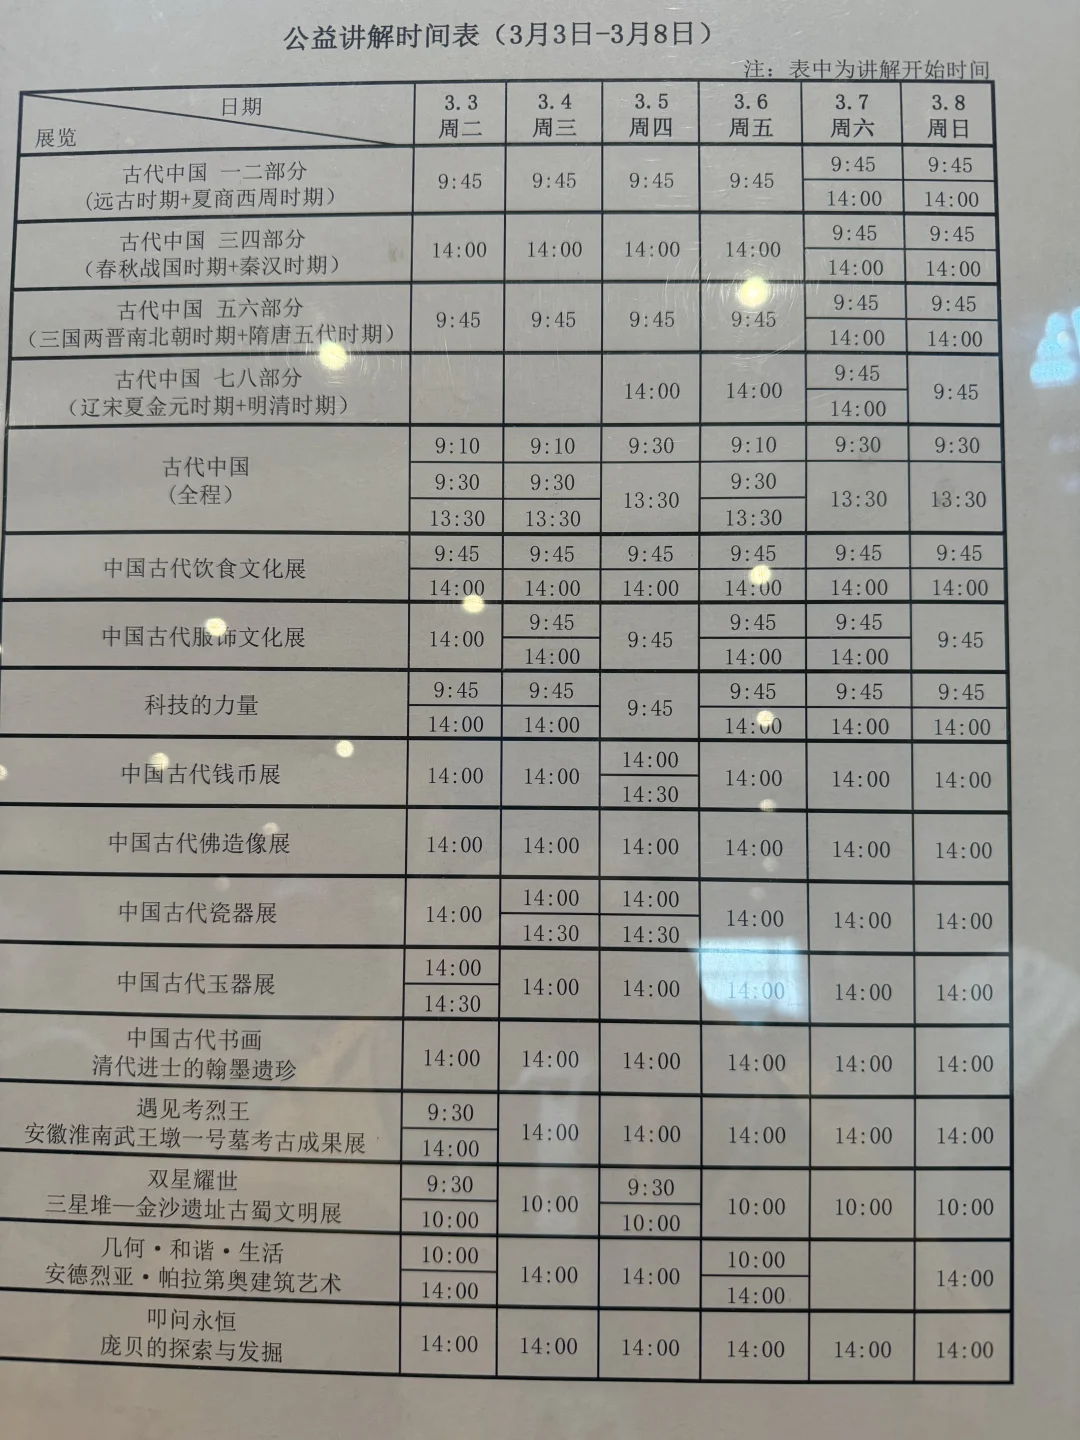 公益讲解时间表（3月3日-3月8日）
注：表中为讲解开始时间
日期 3.3 3.4 3.5 3.6 3.7 3.8
展览 周二 周三 周四 周五 周六 周日
古代中国 一二部分
（远古时期+夏商西周时期）
9:45 9:45 9:45 9:45 9:45 9:45
14:00 14:00
古代中国 三四部分
（春秋战国时期+秦汉时期）
14:00 14:00 14:00 14:00 9:45 9:45
14:00 14:00
古代中国 五六部分
（三国两晋南北朝时期+隋唐五代时期）
9:45 9:45 9:45 9:45 9:45 9:45
14:00 14:00
古代中国 七八部分
（辽宋夏金元时期+明清时期）
14:00 14:00 9:45 9:45
14:00
古代中国
（全程）
9:10 9:10 9:30 9:10 9:30 9:30
9:30 9:30 13:30 9:30 13:30 13:30
13:30 13:30 13:30
中国古代饮食文化展
9:45 9:45 9:45 9:45 9:45 9:45
14:00 14:00 14:00 14:00 14:00 14:00
中国古代服饰文化展
14:00 9:45 9:45 9:45 9:45 9:45
14:00 14:00 14:00
科技的力量
9:45 9:45 9:45 9:45 9:45 9:45
14:00 14:00 14:00 14:00 14:00
中国古代钱币展
14:00 14:00 14:00 14:00 14:00 14:00
14:30
中国古代佛造像展
14:00 14:00 14:00 14:00 14:00 14:00
中国古代瓷器展
14:00 14:00 14:00 14:00 14:00 14:00
14:30 14:30
中国古代玉器展
14:00 14:00 14:00 14:00 14:00 14:00
14:30
中国古代书画
清代进士的翰墨遗珍
14:00 14:00 14:00 14:00 14:00 14:00
遇见考烈王
安徽淮南武王墩一号墓考古成果展
9:30 14:00 14:00 14:00 14:00 14:00
14:00
双星耀世
三星堆—金沙遗址古蜀文明展
9:30 10:00 9:30 10:00 10:00 10:00
10:00 10:00
几何·和谐·生活
安德烈亚·帕拉第奥建筑艺术
10:00 14:00 14:00 10:00 14:00
14:00 14:00
叩问永恒
庞贝的探索与发掘
14:00 14:00 14:00 14:00 14:00 14:00